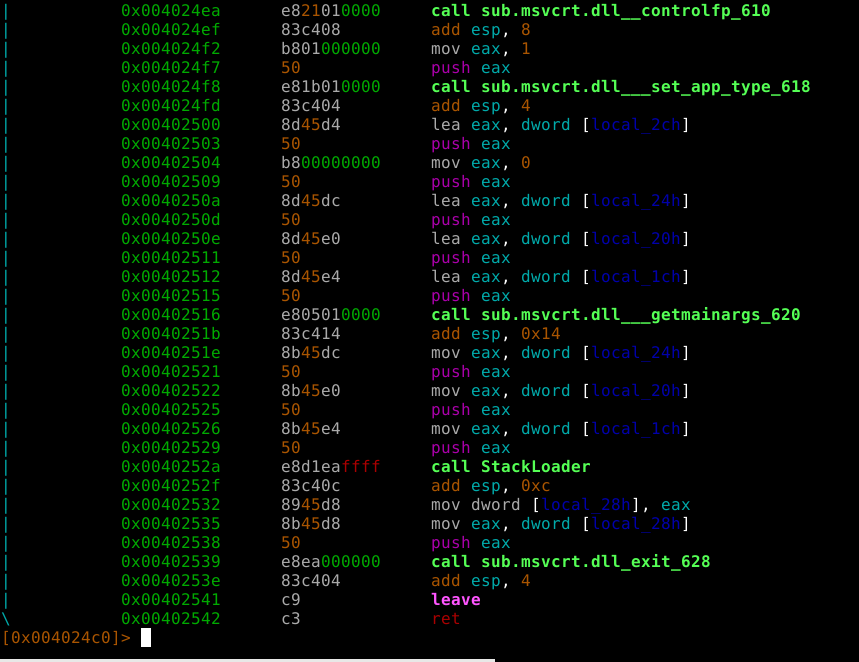 | 0x004024ea e821010000 call sub.msvcrt.dll__controlfp_610
| 0x004024ef 83c408 add esp, 8
| 0x004024f2 b801000000 mov eax, 1
| 0x004024f7 50 push eax
| 0x004024f8 e81b010000 call sub.msvcrt.dll___set_app_type_618
| 0x004024fd 83c404 add esp, 4
| 0x00402500 8d45d4 lea eax, dword [local_2ch]
| 0x00402503 50 push eax
| 0x00402504 b800000000 mov eax, 0
| 0x00402509 50 push eax
| 0x0040250a 8d45dc lea eax, dword [local_24h]
| 0x0040250d 50 push eax
| 0x0040250e 8d45e0 lea eax, dword [local_20h]
| 0x00402511 50 push eax
| 0x00402512 8d45e4 lea eax, dword [local_1ch]
| 0x00402515 50 push eax
| 0x00402516 e805010000 call sub.msvcrt.dll___getmainargs_620
| 0x0040251b 83c414 add esp, 0x14
| 0x0040251e 8b45dc mov eax, dword [local_24h]
| 0x00402521 50 push eax
| 0x00402522 8b45e0 mov eax, dword [local_20h]
| 0x00402525 50 push eax
| 0x00402526 8b45e4 mov eax, dword [local_1ch]
| 0x00402529 50 push eax
| 0x0040252a e8d1eaffff call StackLoader
| 0x0040252f 83c40c add esp, 0xc
| 0x00402532 8945d8 mov dword [local_28h], eax
| 0x00402535 8b45d8 mov eax, dword [local_28h]
| 0x00402538 50 push eax
| 0x00402539 e8ea000000 call sub.msvcrt.dll_exit_628
| 0x0040253e 83c404 add esp, 4
| 0x00402541 c9 leave
\ 0x00402542 c3 ret
[0x004024c0]>